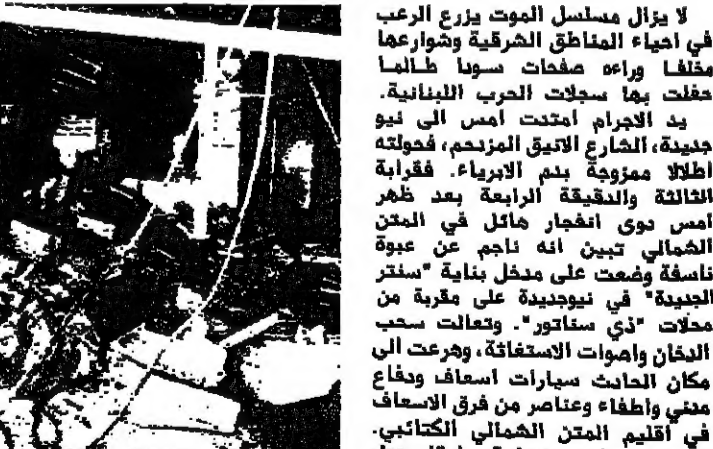 لا يزال مسلسل الموت يزرع الرعب
في احياء المناطق الشرقية وشوارعها
مخلفا وراءه صفحات سودا طالما
حفلت بها سجلات الحرب اللبنانية.
يد الاجرام امتدت امس الى نيو
جديدة، الشارع الانيق المزدحم، فحولته
اطلالا ممزوجة بدم الابرياء. فقرابة
الثالثة والدقيقة الرابعة بعد ظهر
امس دوى انفجار هائل في المتن
الشمالي تبين انه ناجم عن عبوة
ناسفة وضعت على مدخل بناية "سنتر
الجديدة" في نيوجديدة على مقربة من
محلات "ذي سناتور". وتعالت سحب
الدخان واصوات الاستغاثة، وهرعت الى
مكان الحادث سيارات اسعاف ودفاع
مدني واطفاء وعناصر من فرق الاسعاف
في اقليم المتن الشمالي الكتائبي.